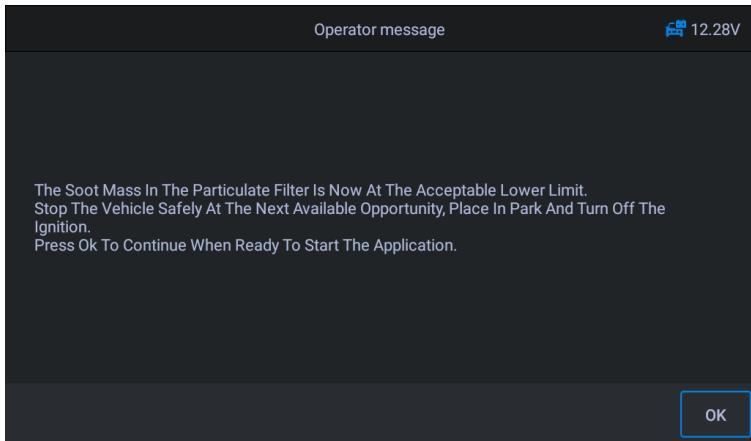 Operator message
12.28V
The Soot Mass In The Particulate Filter Is Now At The Acceptable Lower Limit.
Stop The Vehicle Safely At The Next Available Opportunity, Place In Park And Turn Off The
Ignition.
Press Ok To Continue When Ready To Start The Application.
OK